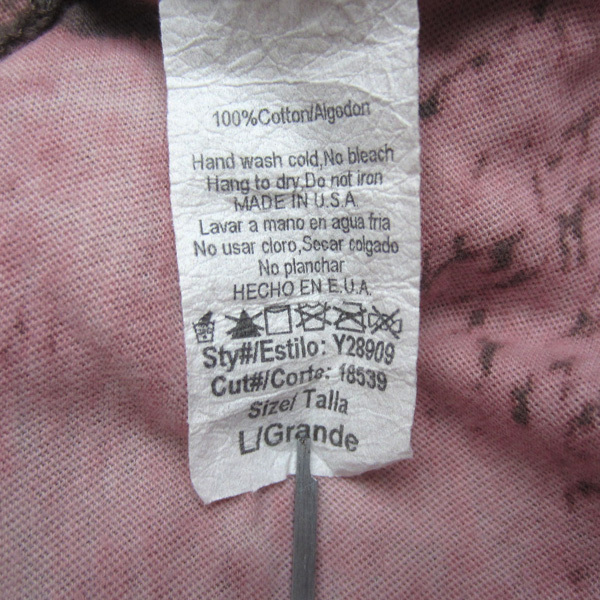 100%Cotton/Algodon
Hand wash cold,No bleach
Hang to dry,Do not iron
MADE IN U.S.A.
Lavar a mano en agua fria
No usar cloro,Secar colgado
No planchar
HECHO EN E.U.A.
Sty#/Estilo: Y28909
Cut#/Corte: 18539
Size/ Talla
L/Grande